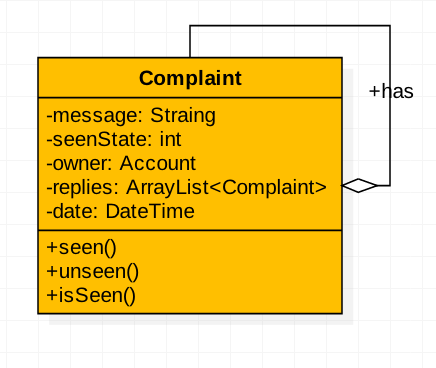 Complaint
+has
-message: Straing
-seenState: int
-owner: Account
-replies: ArrayList<Complaint>
-date: DateTime
+seen()
+unseen()
+isSeen()